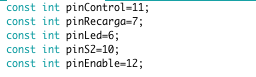 const int pinControl=11;
const int pinRecarga=7;
const int pinLed=6;
const int pinS2=10;
const int pinEnable=12;